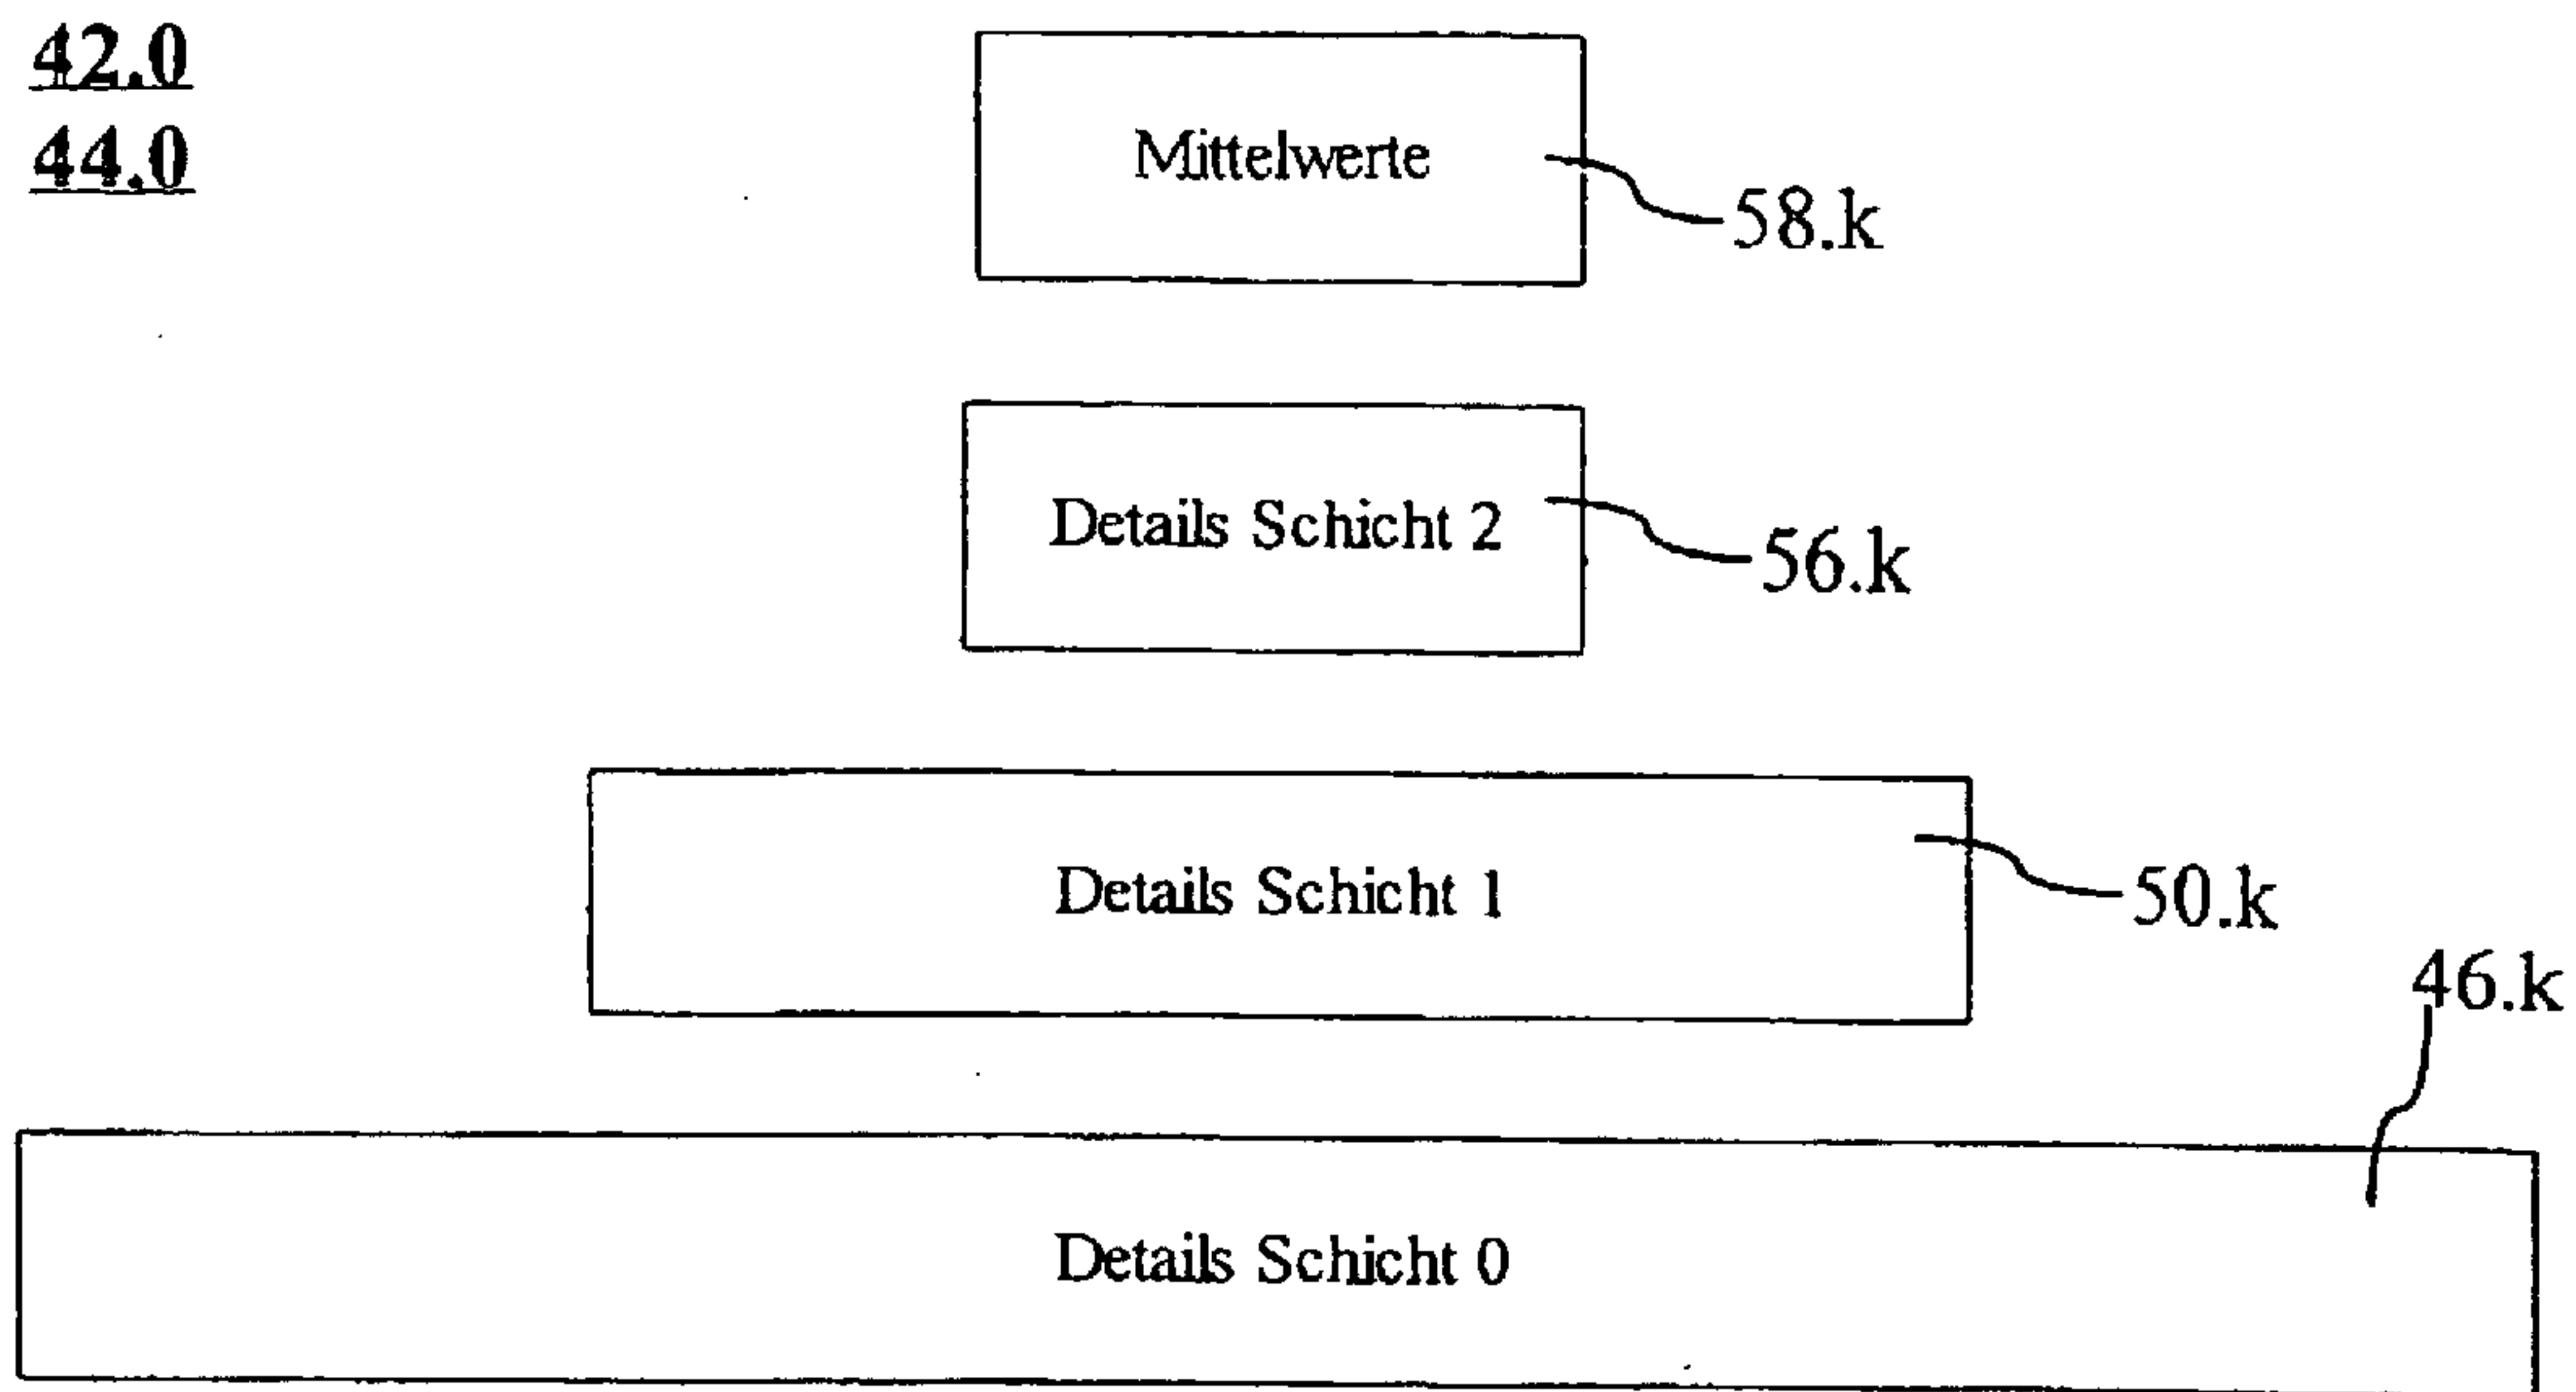 42.0
44.0
Mittelwerte
58.k
Details Schicht 2
56.k
Details Schicht 1
50.k
46.k
Details Schicht 0